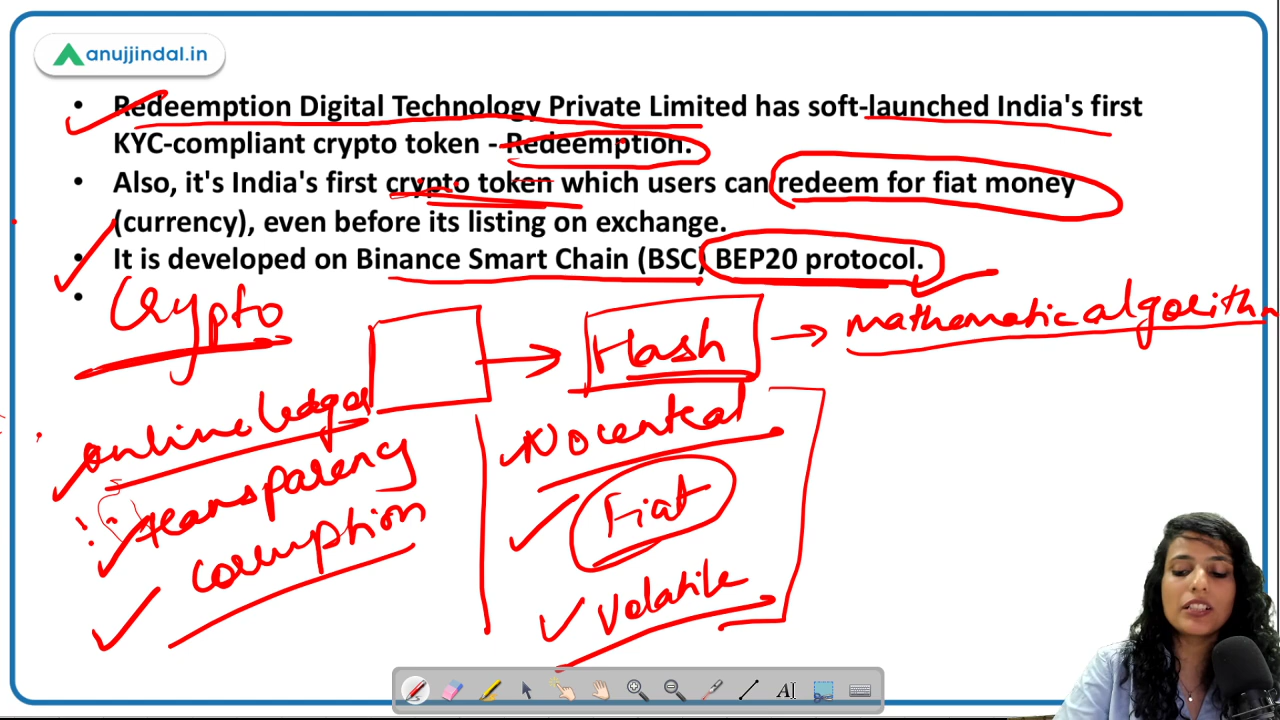 anujjindal.in
• Redeemption Digital Technology Private Limited has soft-launched India's first
KYC-compliant crypto token - Redeemption.
• Also, it's India's first crypto token which users can redeem for fiat money
(currency), even before its listing on exchange.
• It is developed on Binance Smart Chain (BSC) BEP20 protocol.
•
Crypto
Hash
mathematic algorithm
online ledger
transparency
corruption
No central
Fiat
Volatile
AI